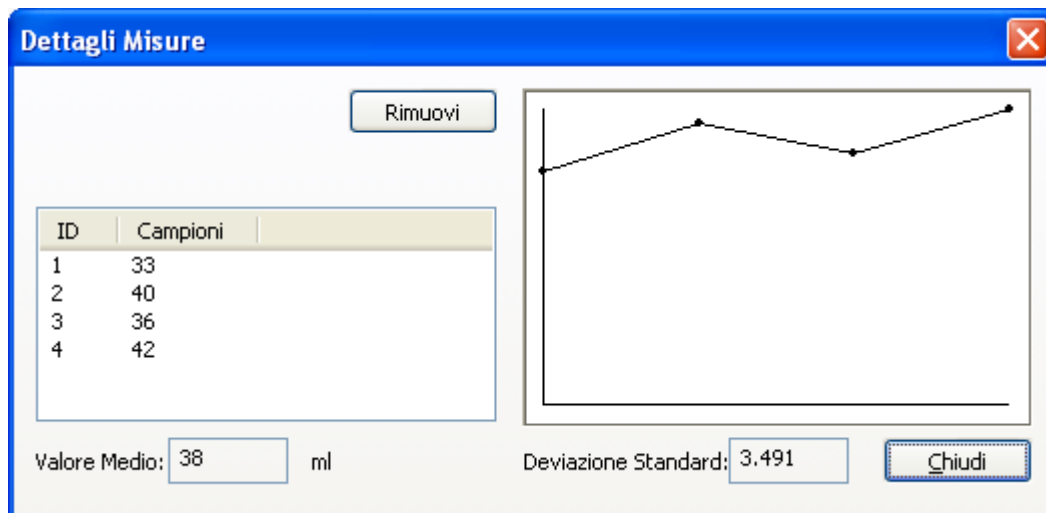 Dettagli Misure
Rimuovi
ID Campioni
1 33
2 40
3 36
4 42
Valore Medio: 38 ml
Deviazione Standard: 3.491
Chiudi